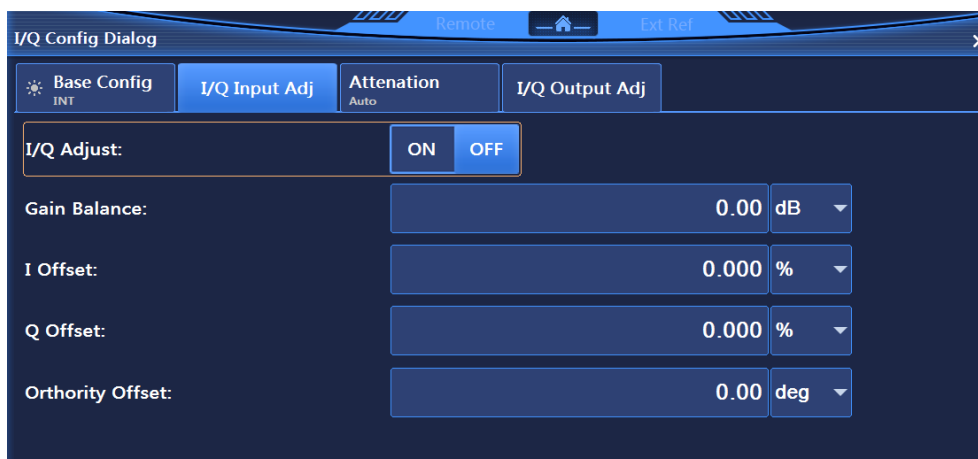 Remote Ext Ref
I/Q Config Dialog
Base Config I/Q Input Adj Attenation I/Q Output Adj
INT Auto
I/Q Adjust: ON OFF
Gain Balance: 0.00 dB
I Offset: 0.000 %
Q Offset: 0.000 %
Orthority Offset: 0.00 deg